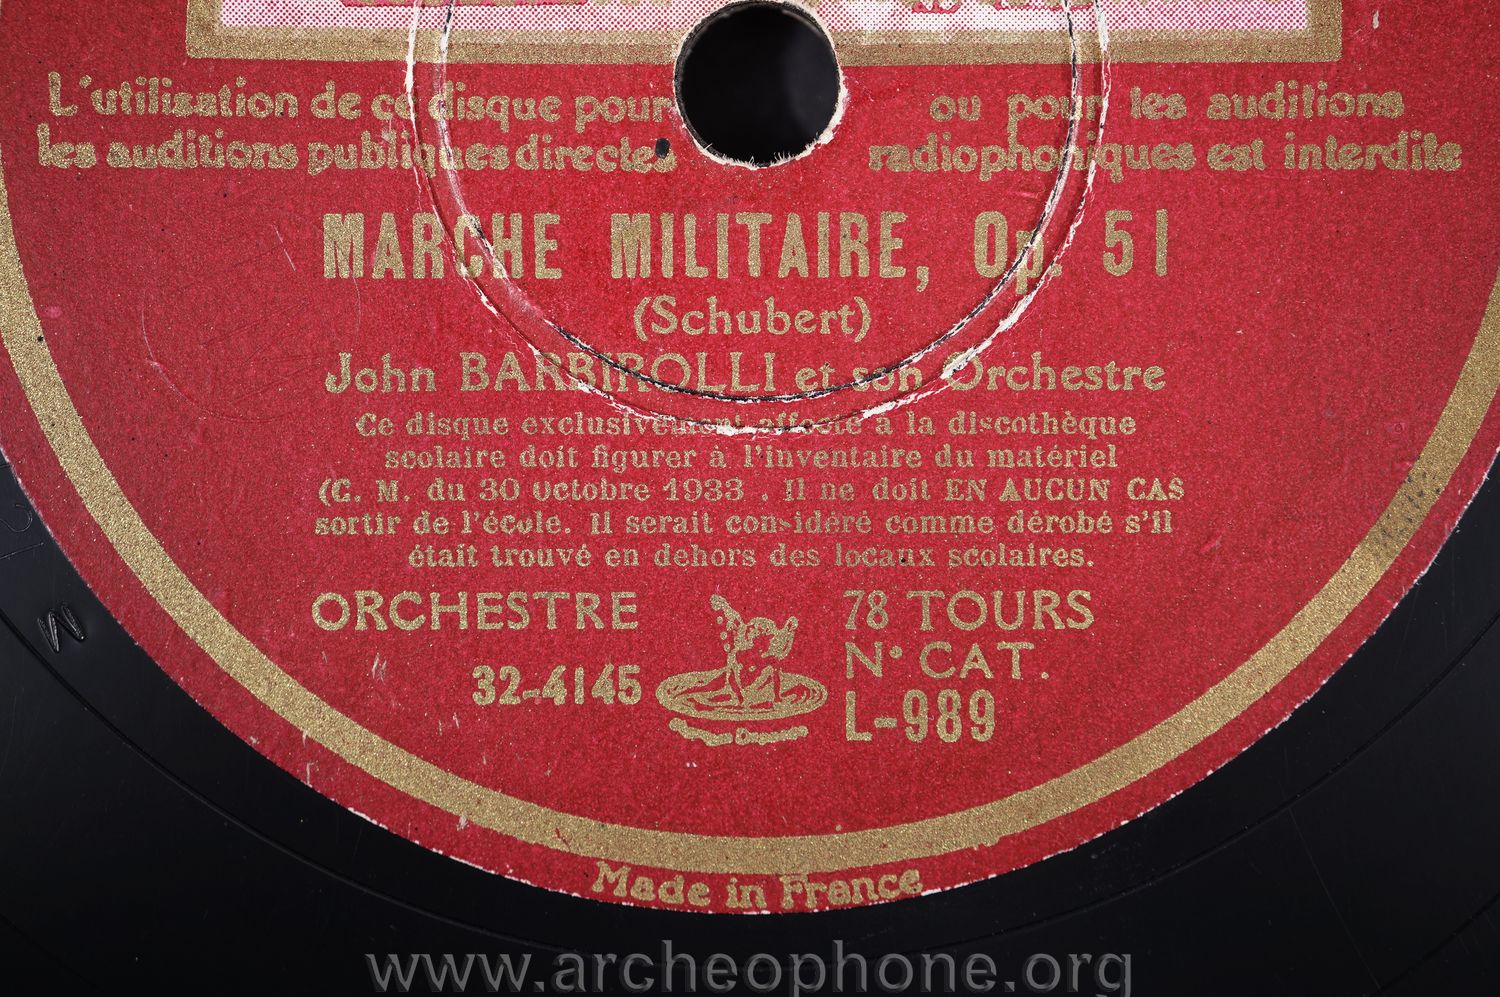 L'utilisation de ce disque pour ou pour les auditions
les auditions publiques directes radiophoniques est interdite
MARCHE MILITAIRE, Op. 51
(Schubert)
John BARBIROLLI et son Orchestre
Ce disque exclusivement affecté à la discothèque
scolaire doit figurer à l'inventaire du matériel
(C. M. du 30 Octobre 1933 . Il ne doit EN AUCUN CAS
sortir de l'école. Il serait considéré comme dérobé s'il
était trouvé en dehors des locaux scolaires.
ORCHESTRE
78 TOURS
N° CAT.
32-4145
L-989
Made in France
M
www.archeophone.org